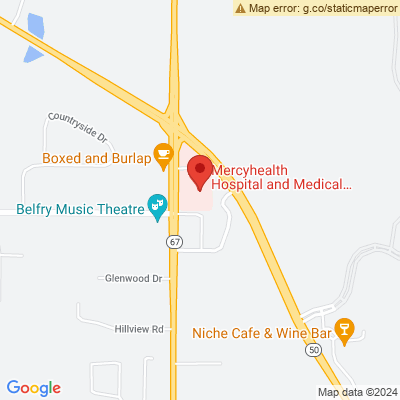 Map error: g.co/staticmaperror
Countryside Dr
Boxed and Burlap
Mercyhealth
Hospital and Medical...
Belfry Music Theatre
67
Glenwood Dr
Hillview Rd
Niche Cafe & Wine Bar
50
Google
Map data ©2024